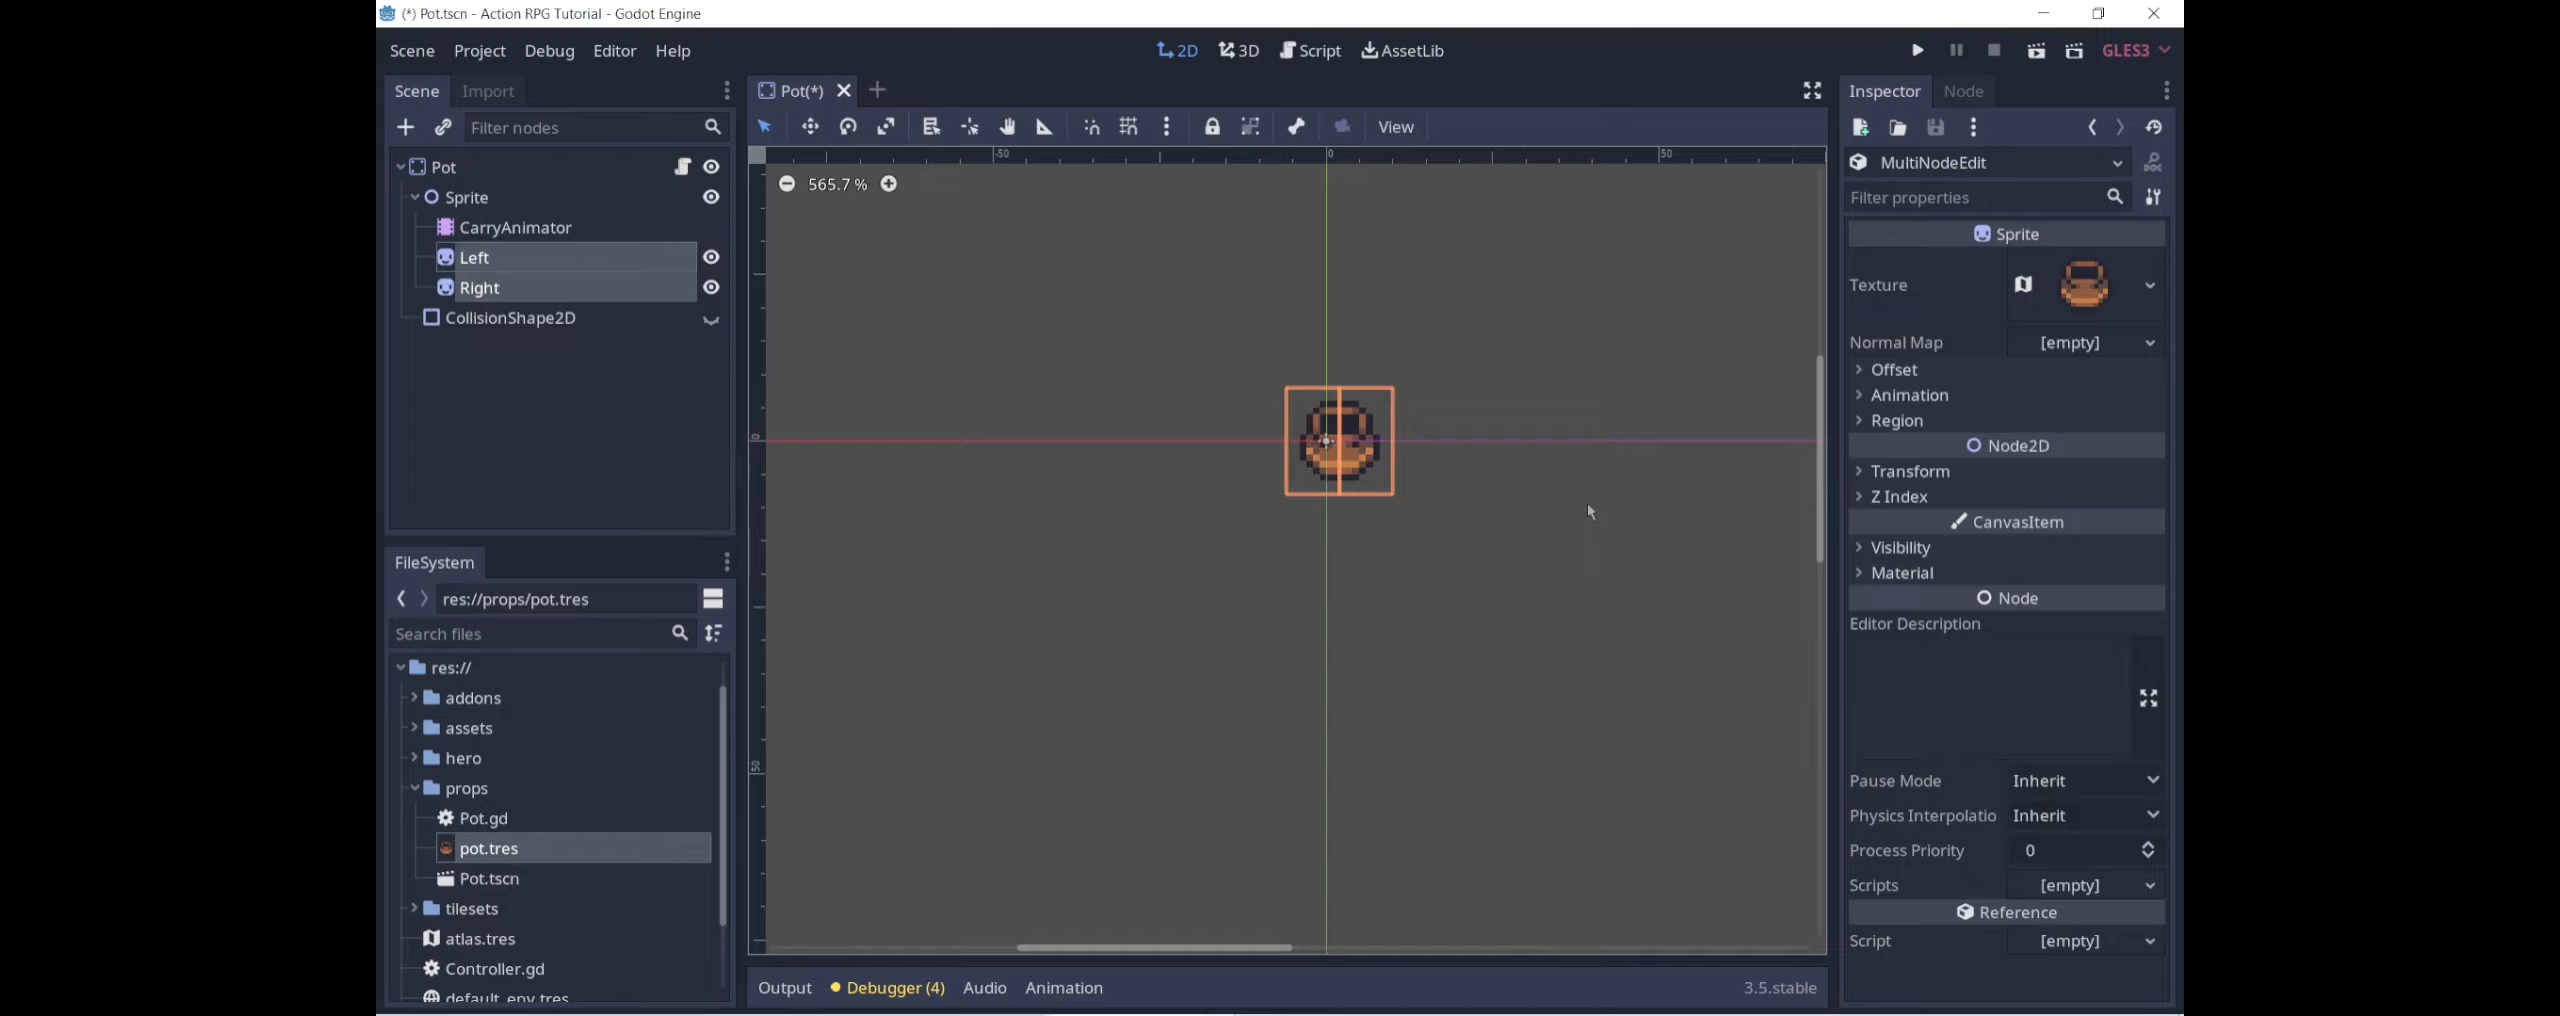 (*) Pot.tscn - Action RPG Tutorial - Godot Engine
Scene Project Debug Editor Help
2D 3D Script AssetLib
GLES3
Scene Import
Filter nodes
Pot
Sprite
CarryAnimator
Left
Right
CollisionShape2D
FileSystem
res://props/pot.tres
Search files
res://
addons
assets
hero
props
Pot.gd
pot.tres
Pot.tscn
tilesets
atlas.tres
Controller.gd
default_env.tres
Pot(*)
View
-50 0 50
565.7 %
0
50
Output Debugger (4) Audio Animation 3.5.stable
Inspector Node
MultiNodeEdit
DOC
Filter properties
Sprite
Texture
Normal Map [empty]
Offset
Animation
Region
Node2D
Transform
Z Index
CanvasItem
Visibility
Material
Node
Editor Description
Pause Mode Inherit
Physics Interpolatio Inherit
Process Priority 0
Scripts [empty]
Reference
Script [empty]